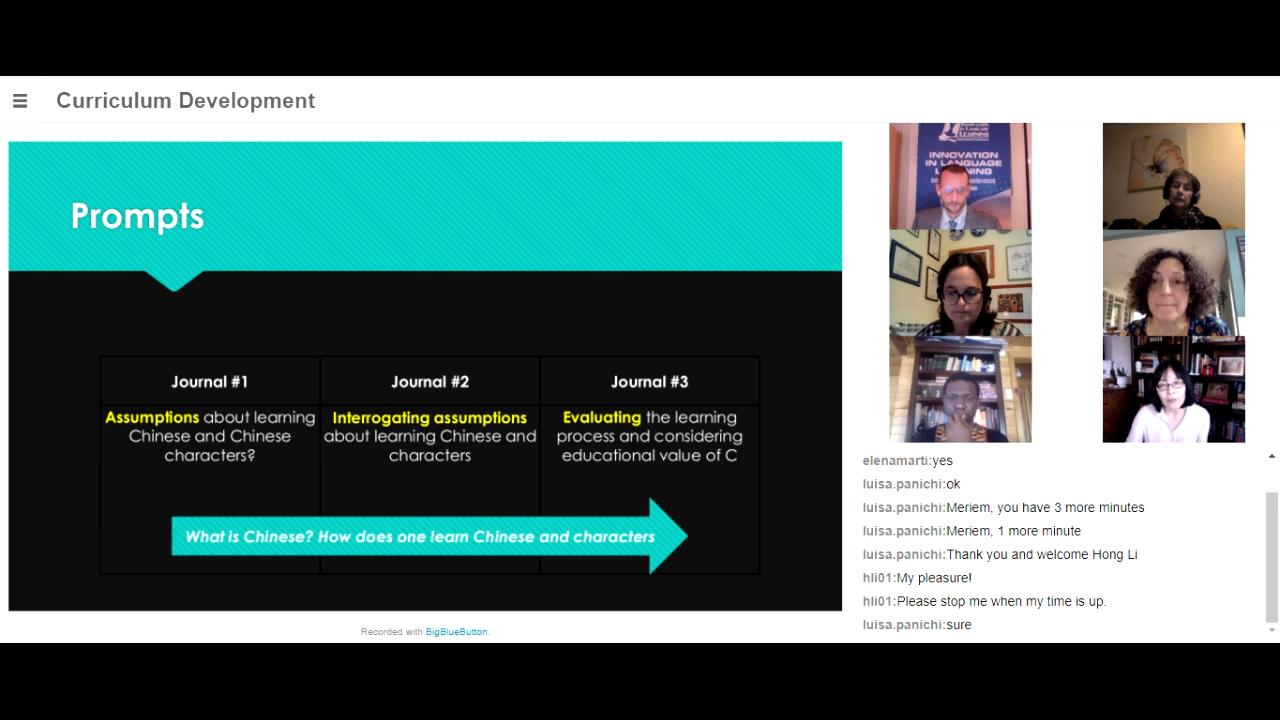 Curriculum Development
Prompts
Journal #1
Assumptions about learning
Chinese and Chinese
characters?
Journal #2
Interrogating assumptions
about learning Chinese and
characters
Journal #3
Evaluating the learning
process and considering
educational value of C
What is Chinese? How does one learn Chinese and characters
Recorded with BigBlueButton.
LEARNING
INNOVATION
IN LANGUAGE
elenamarti:yes
luisa.panichi:ok
luisa.panichi:Meriem, you have 3 more minutes
luisa.panichi:Meriem, 1 more minute
luisa.panichi:Thank you and welcome Hong Li
hli01:My pleasure!
hli01:Please stop me when my time is up.
luisa.panichi:sure